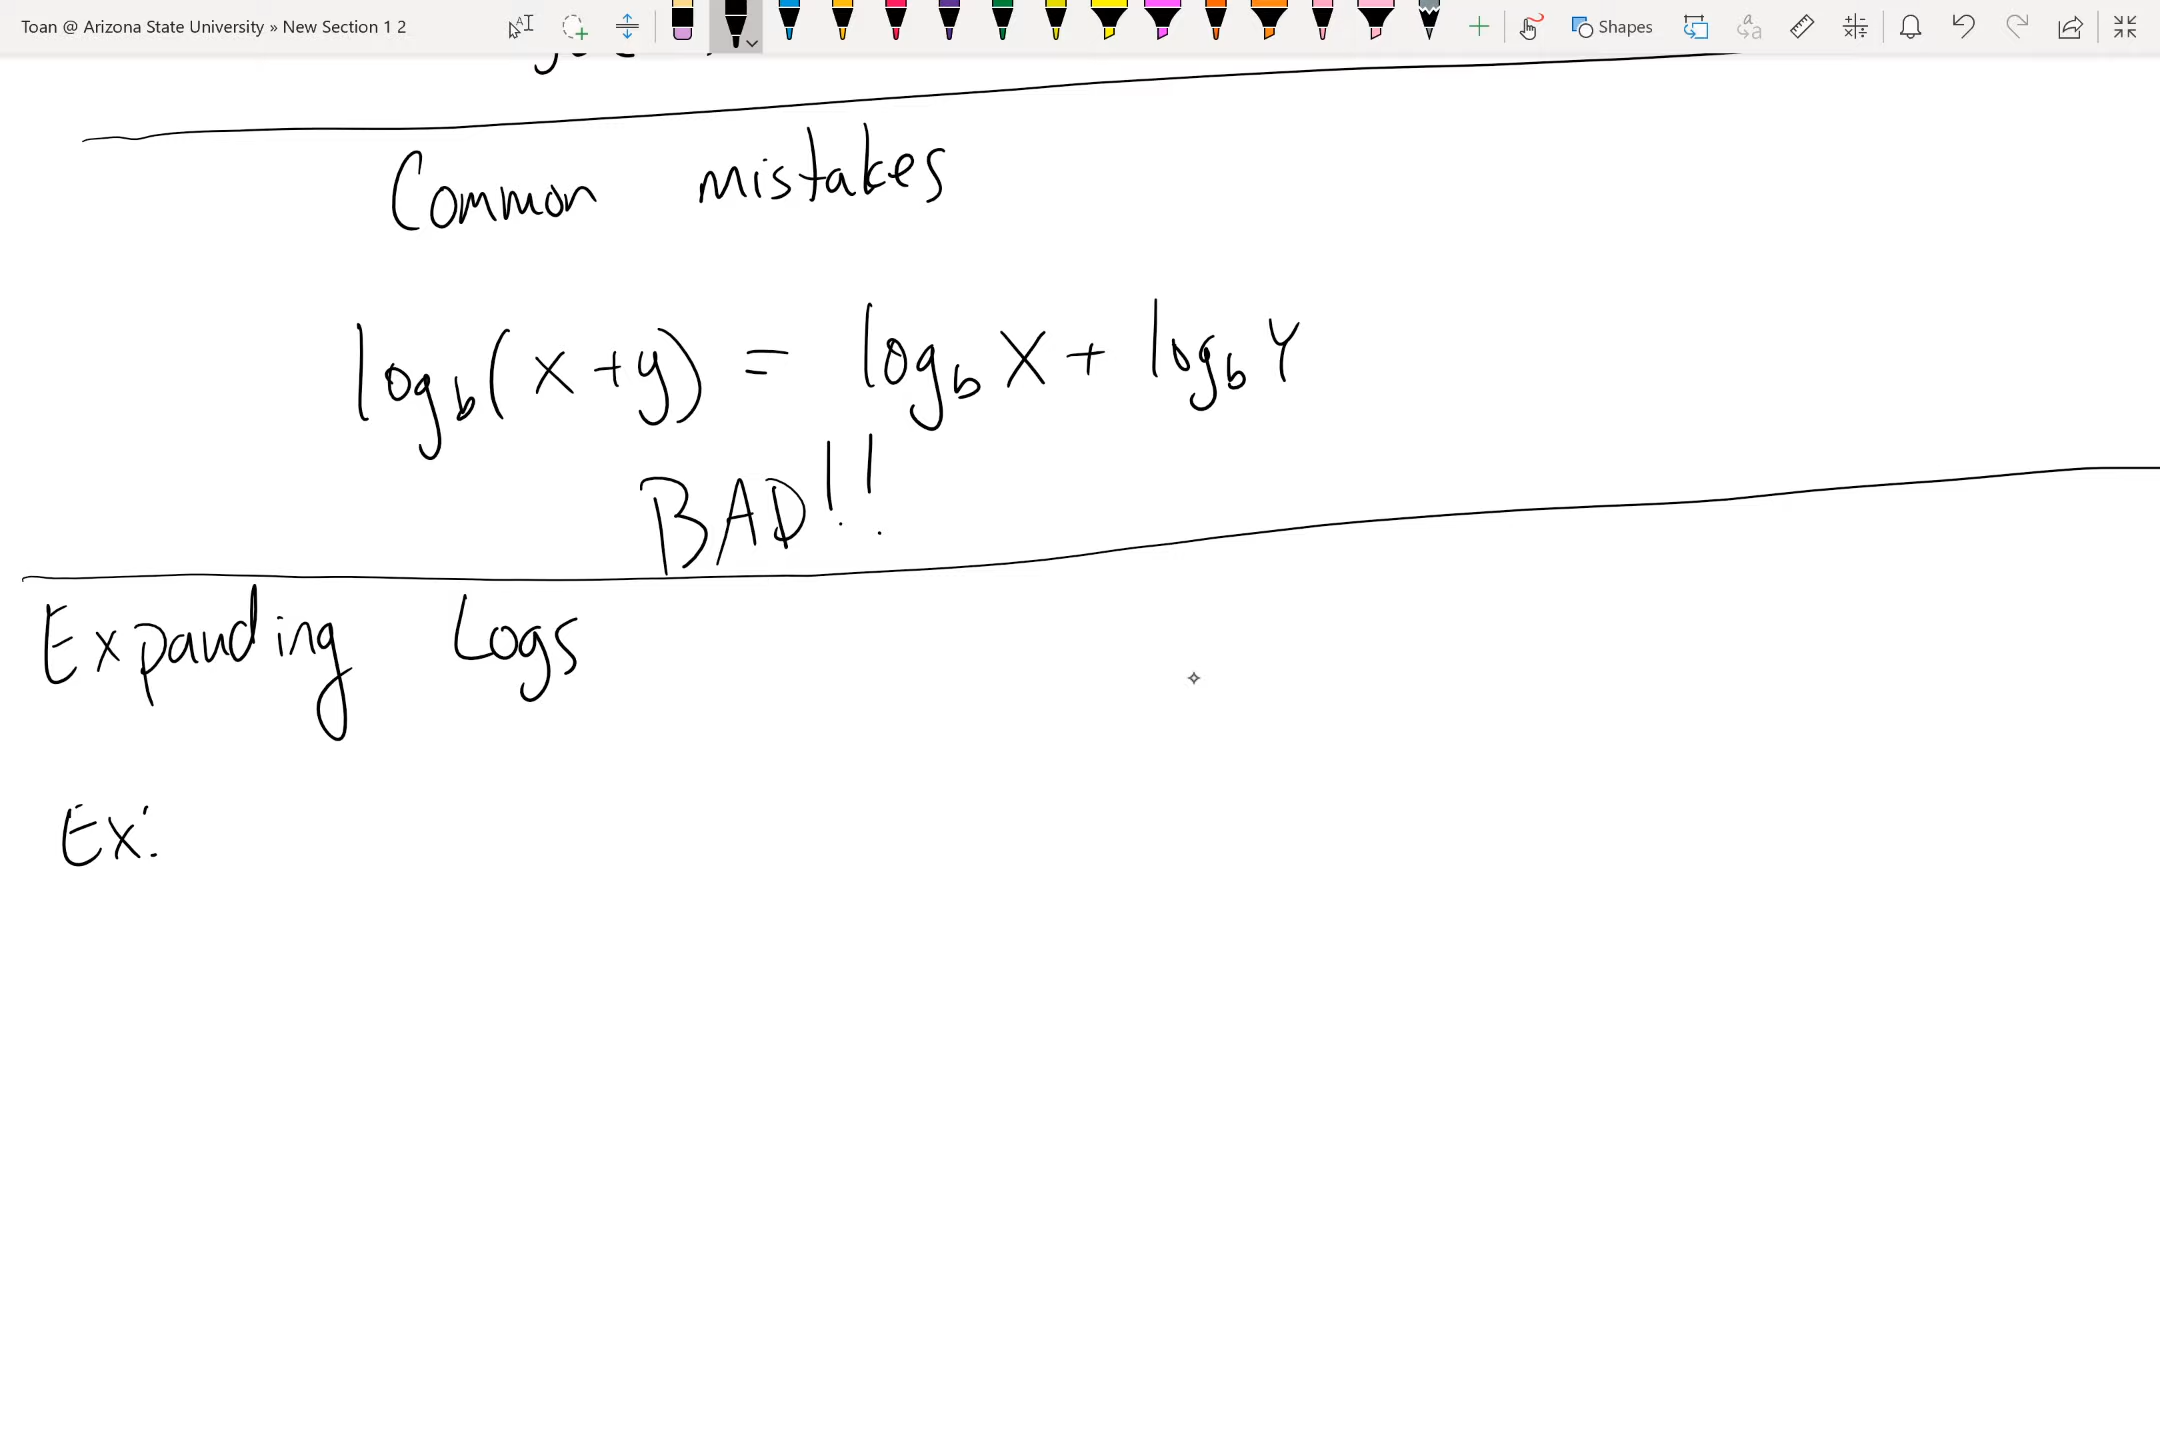 Toan @ Arizona State University » New Section 1 2
Shapes
Common mistakes
log_b(x+y) = log_b X + log_b Y
BAD!!
Expanding Logs
Ex: